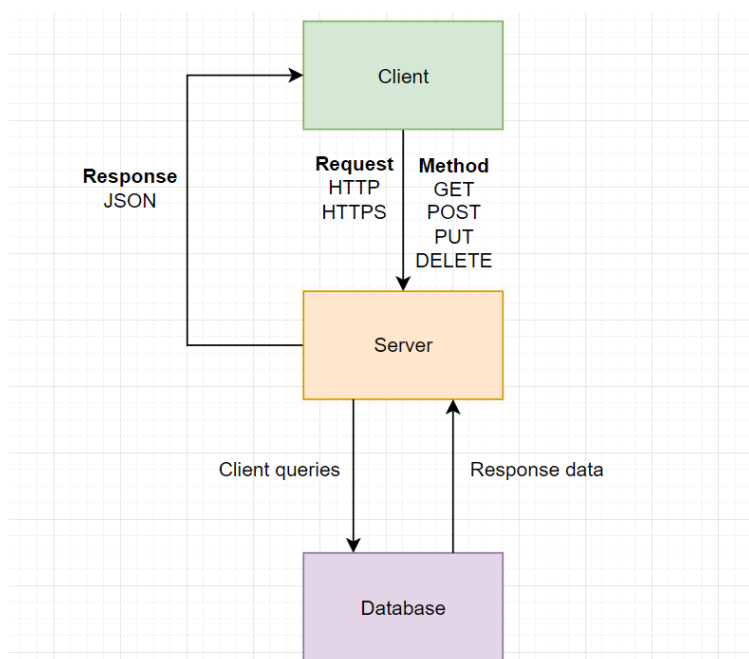 Client
Response
JSON
Request
HTTP
HTTPS
Method
GET
POST
PUT
DELETE
Server
Client queries
Response data
Database